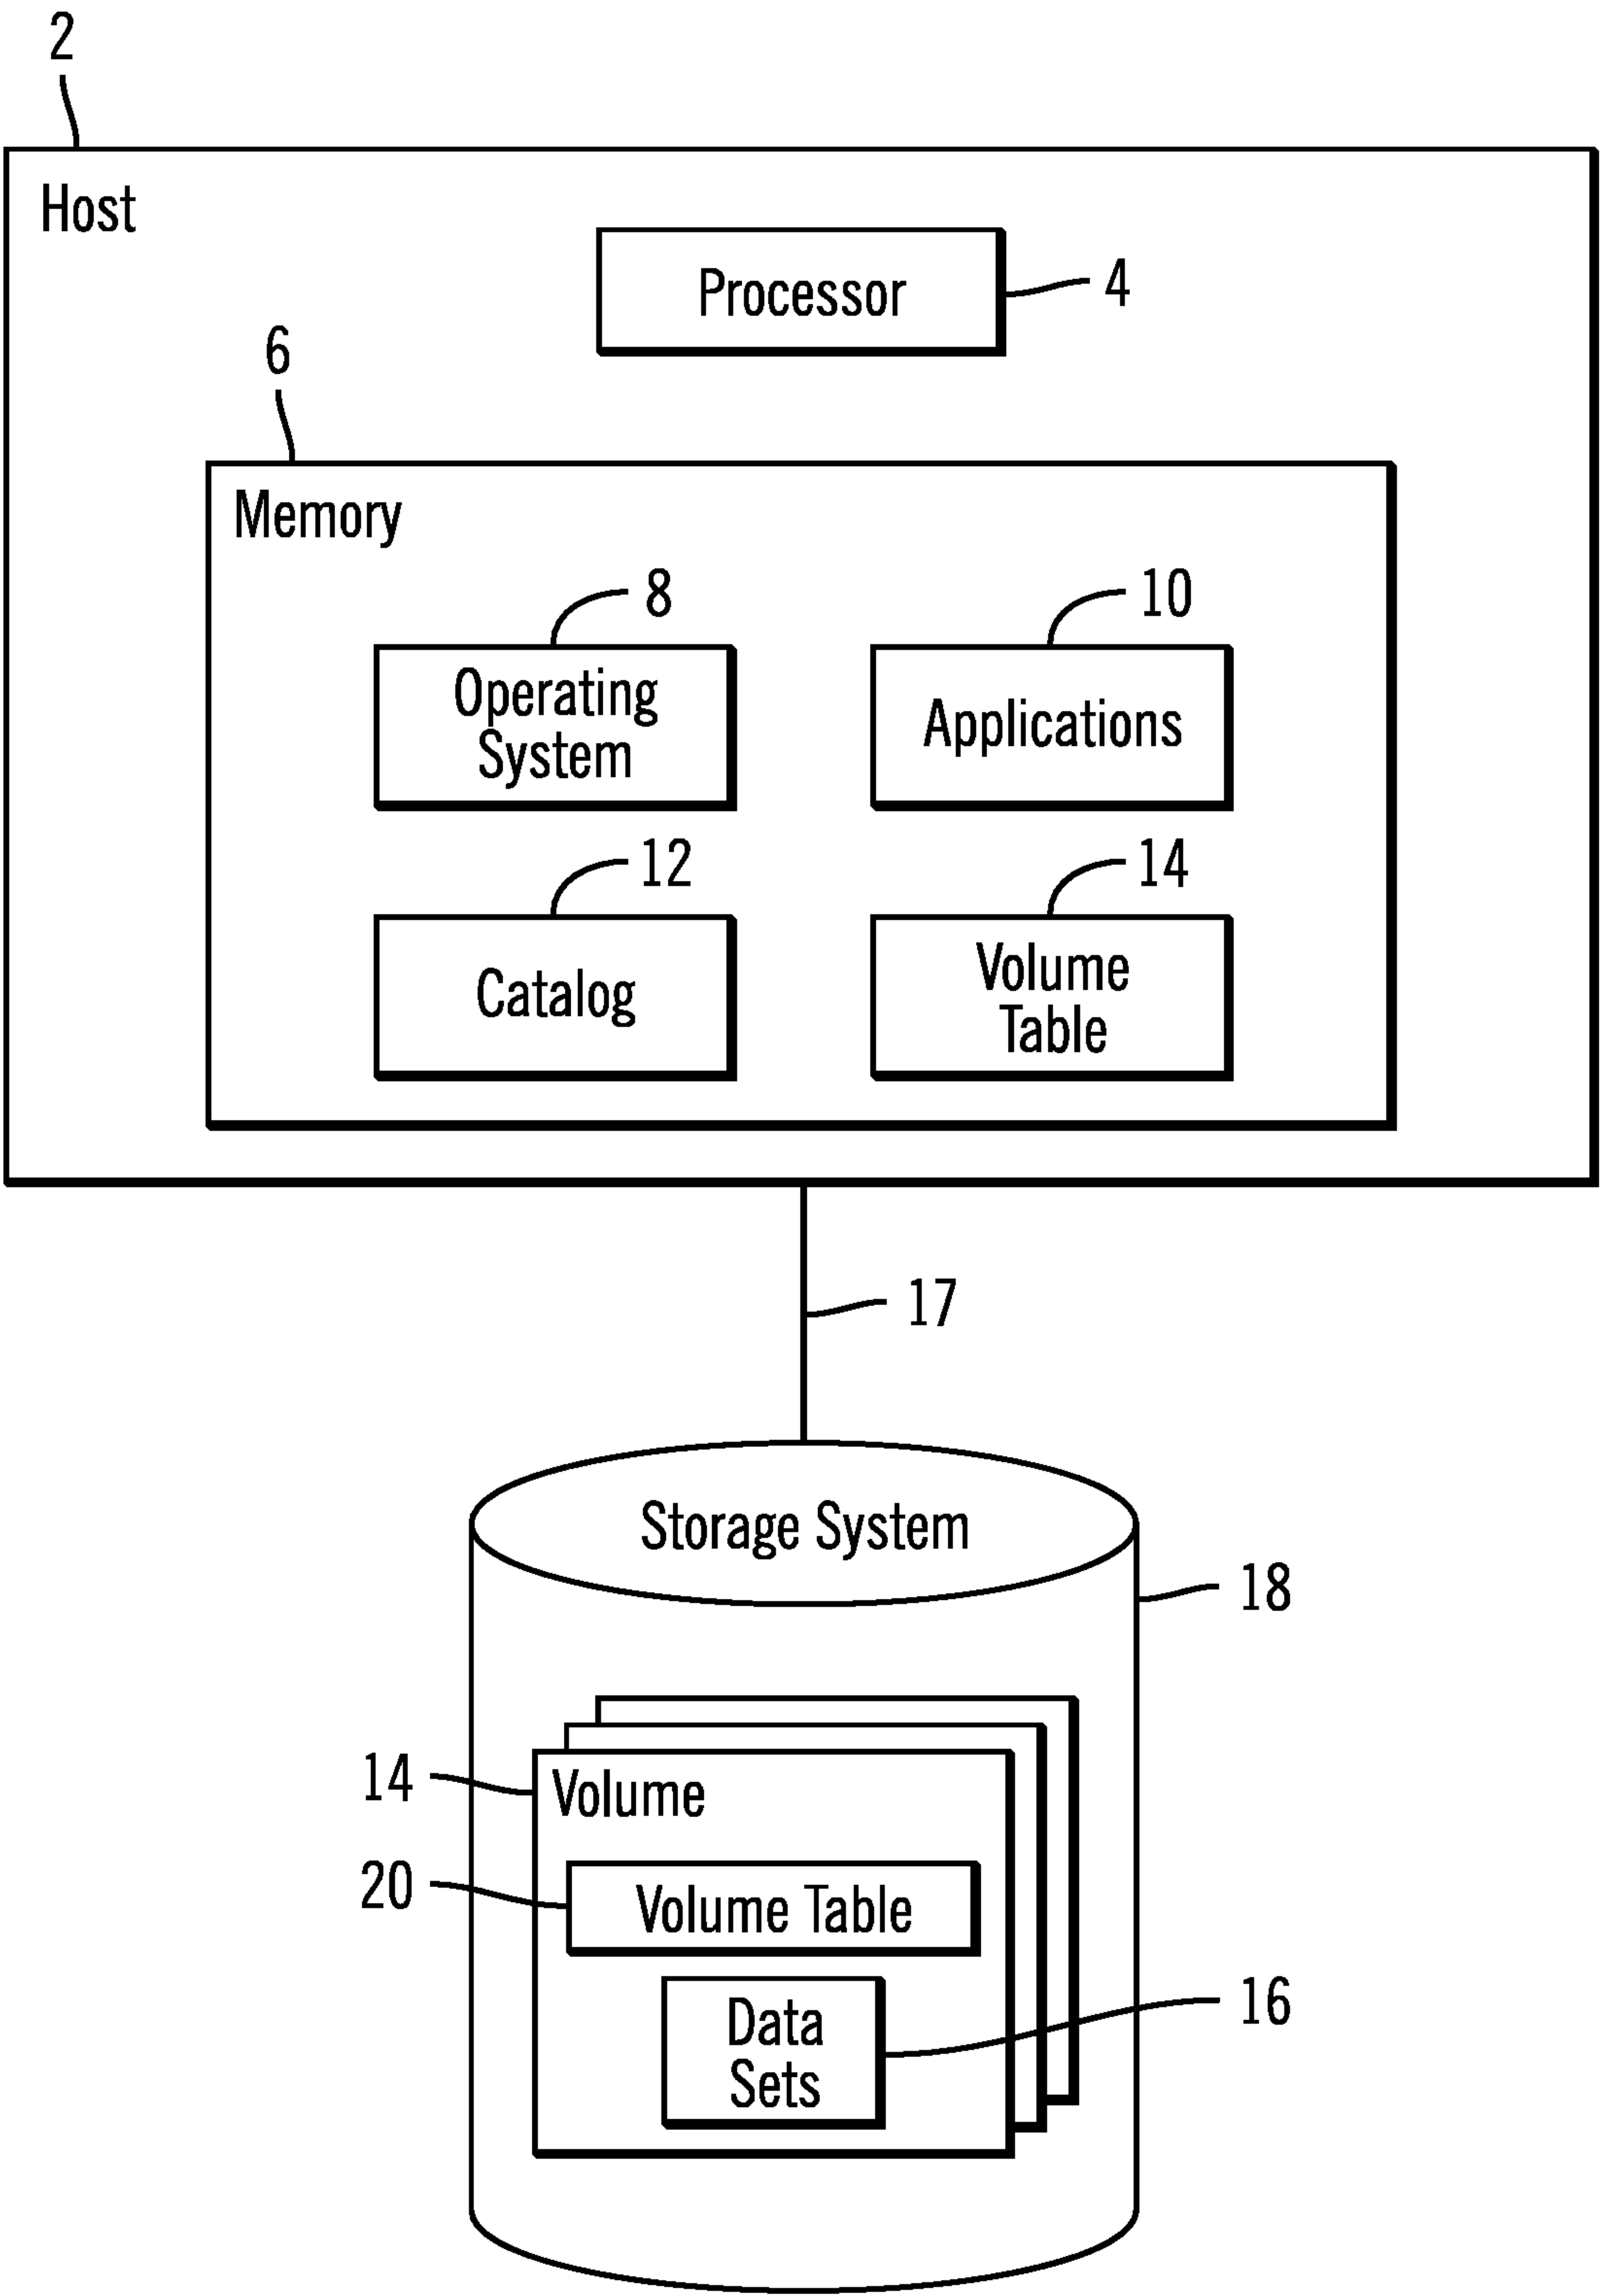 2
Host
Processor
4
6
Memory
8
10
Operating
System
Applications
12
14
Catalog
Volume
Table
17
Storage System
18
14
Volume
20
Volume Table
16
Data
Sets